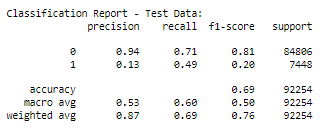 Classification Report - Test Data:
precision recall f1-score support
0 0.94 0.71 0.81 84806
1 0.13 0.49 0.20 7448
accuracy 0.69 92254
macro avg 0.53 0.60 0.50 92254
weighted avg 0.87 0.69 0.76 92254